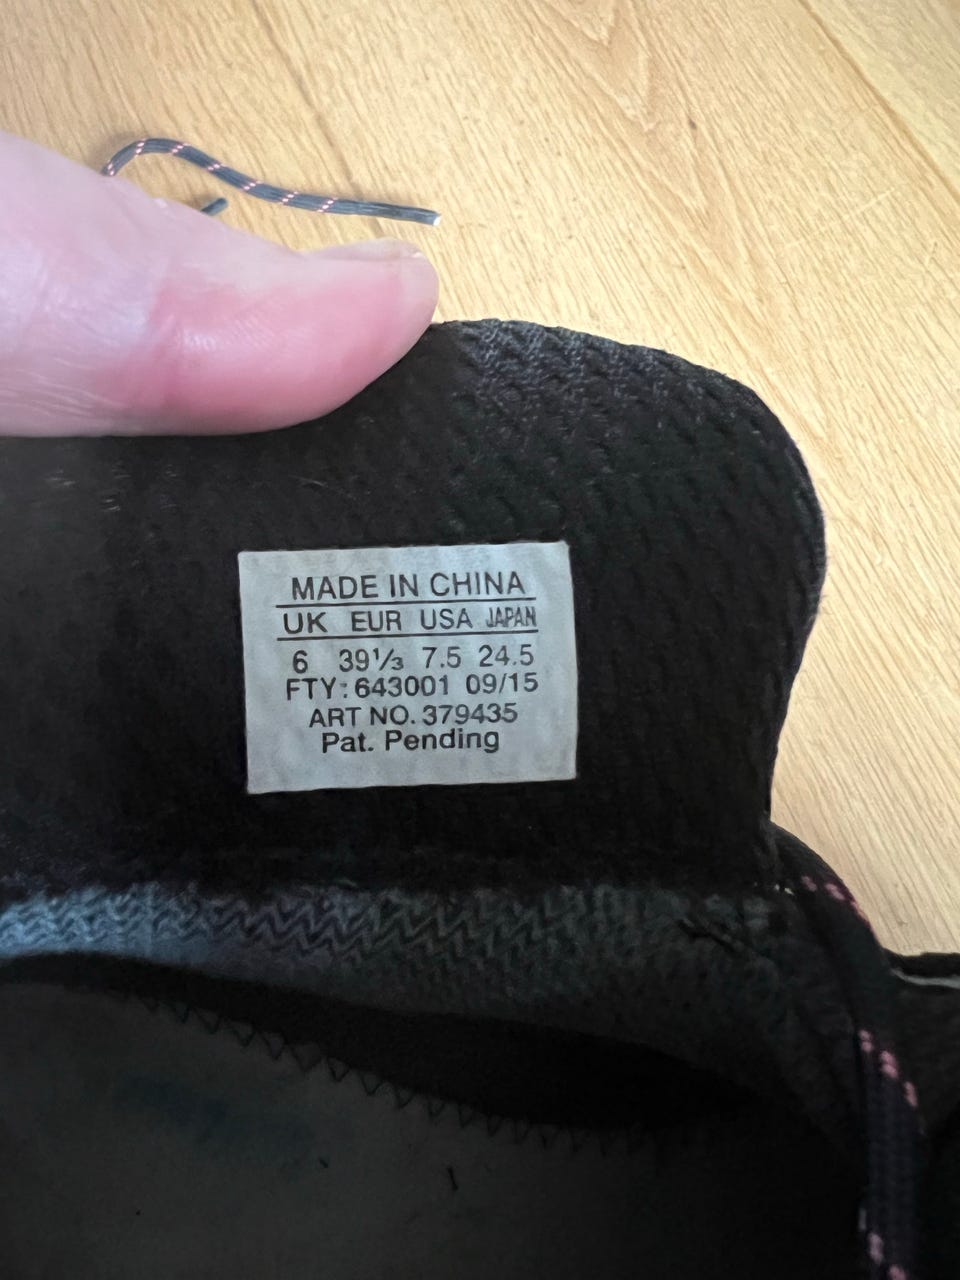 MADE IN CHINA
UK EUR USA JAPAN
6 39⅓ 7.5 24.5
FTY: 643001 09/15
ART NO. 379435
Pat. Pending